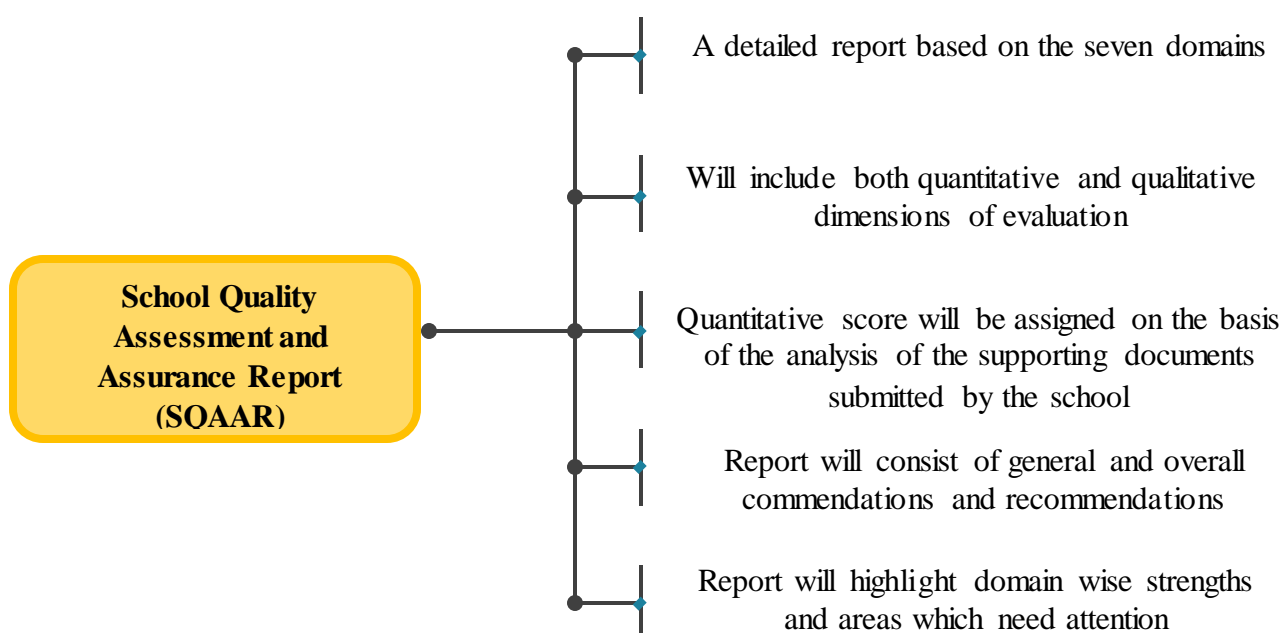 School Quality
Assessment and
Assurance Report
(SQAAR)
A detailed report based on the seven domains
Will include both quantitative and qualitative
dimensions of evaluation
Quantitative score will be assigned on the basis
of the analysis of the supporting documents
submitted by the school
Report will consist of general and overall
commendations and recommendations
Report will highlight domain wise strengths
and areas which need attention